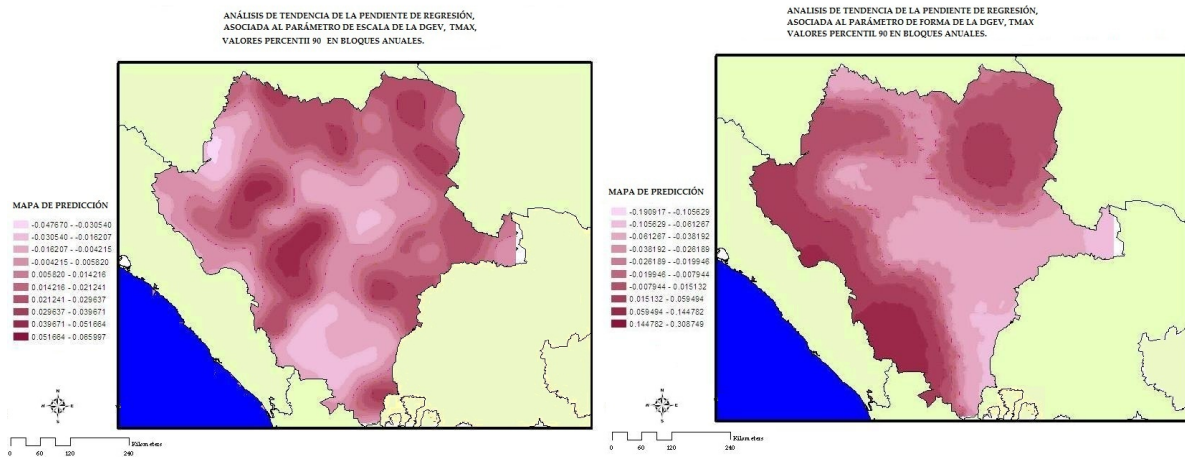 ANÁLISIS DE TENDENCIA DE LA PENDIENTE DE REGRESIÓN,
ASOCIADA AL PARÁMETRO DE ESCALA DE LA DGEV, TMAX,
VALORES PERCENTIl 90 EN BLOQUES ANUALES.
MAPA DE PREDICCIÓN
-0.047670 - -0.030540
-0.030540 - -0.016207
-0.016207 - -0.004215
-0.004215 - 0.005820
0.005820 - 0.014216
0.014216 - 0.021241
0.021241 - 0.029637
0.029637 - 0.039671
0.039671 - 0.051664
0.051664 - 0.065997
N
W E
S
Kilometers
0 60 120 240
ANALISIS DE TENDENCIA DE LA PENDIENTE DE REGRESIÓN,
ASOCIADA AL PARÁMETRO DE FORMA DE LA DGEV, TMAX
VALORES PERCENTIL 90 EN BLOQUES ANUALES.
MAPA DE PREDICCIÓN
-0.190917 - -0.105629
-0.105629 - -0.061267
-0.061267 - -0.038192
-0.038192 - -0.026189
-0.026189 - -0.019946
-0.019946 - -0.007944
-0.007944 - 0.015132
0.015132 - 0.059494
0.059494 - 0.144782
0.144782 - 0.308749
N
W E
S
Kilometers
0 60 120 240